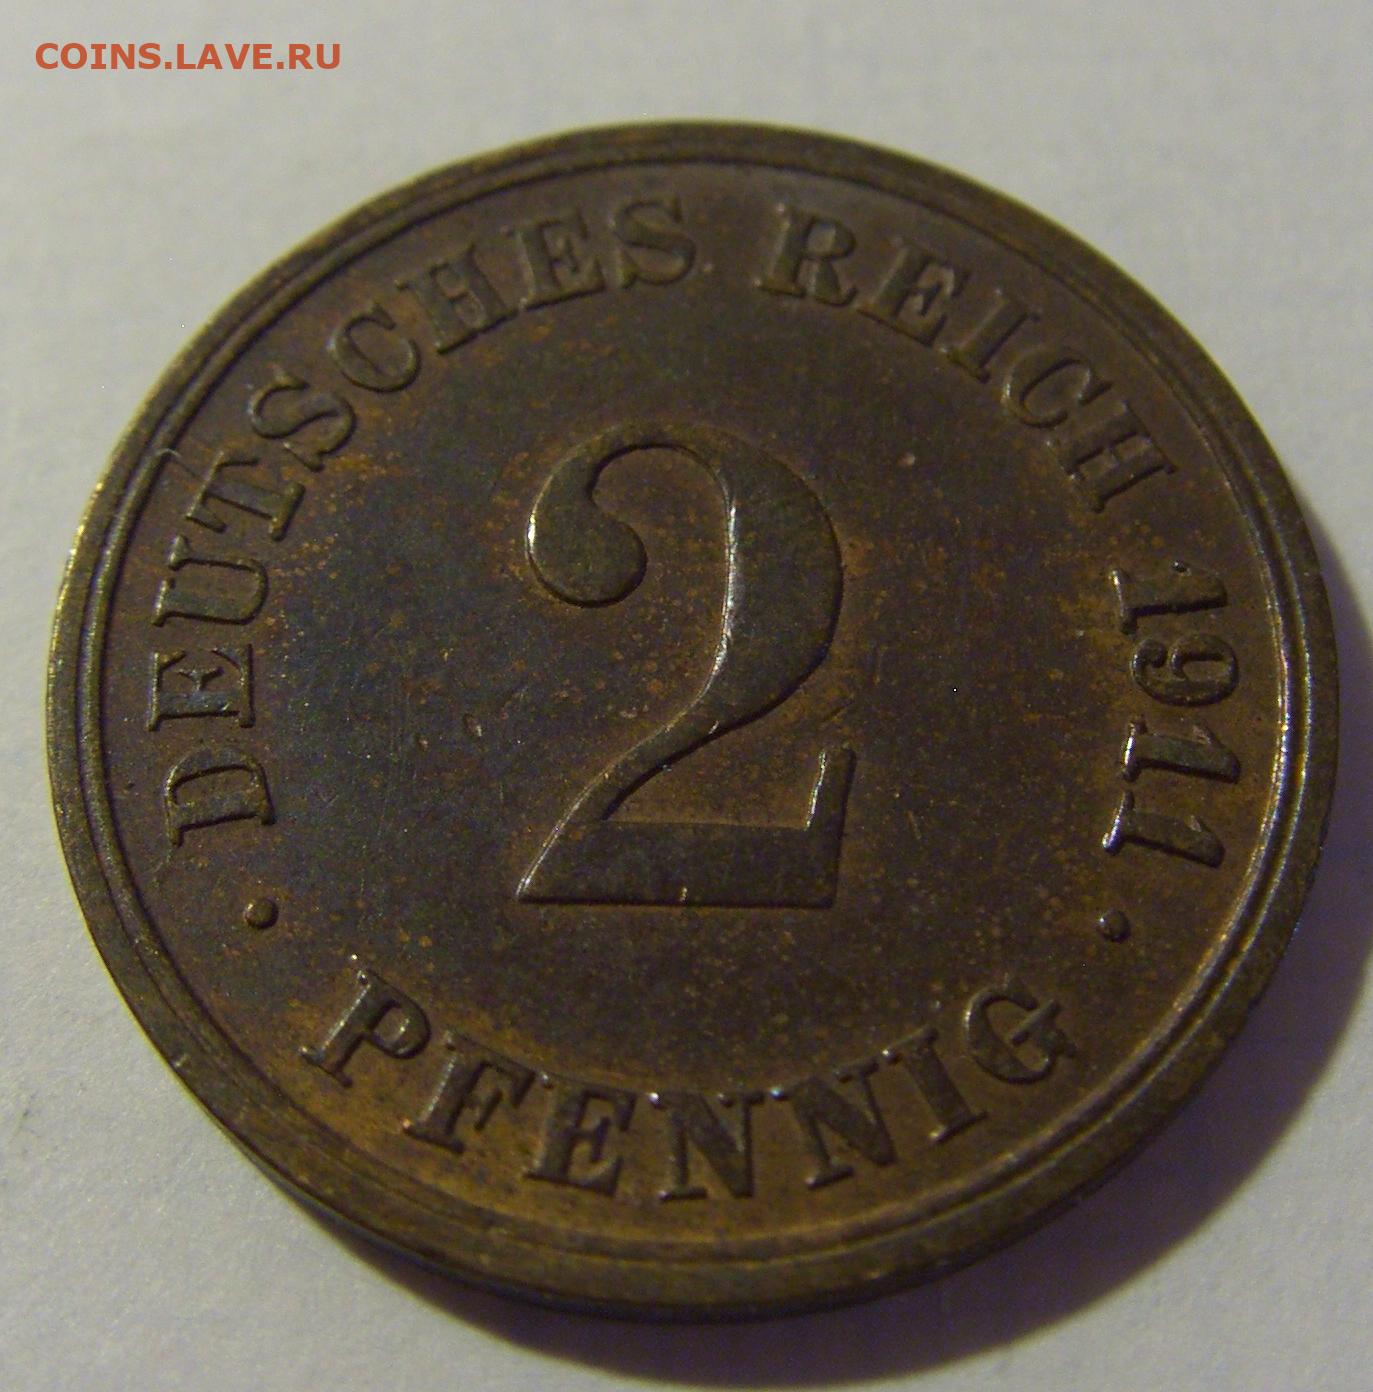 COINS.LAVE.RU
DEUTSCHES REICH 1911
2
· PFENNIG ·